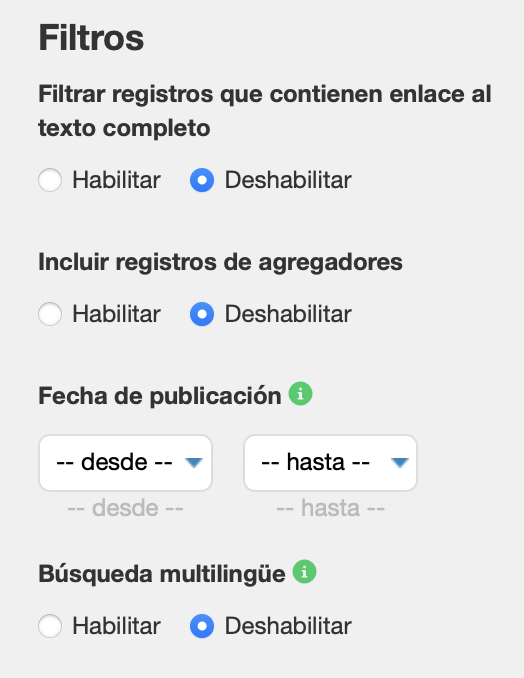 Filtros
Filtrar registros que contienen enlace al
texto completo
Habilitar Deshabilitar
Incluir registros de agregadores
Habilitar Deshabilitar
Fecha de publicación i
-- desde -- -- hasta --
-- desde -- -- hasta --
Búsqueda multilingüe i
Habilitar Deshabilitar